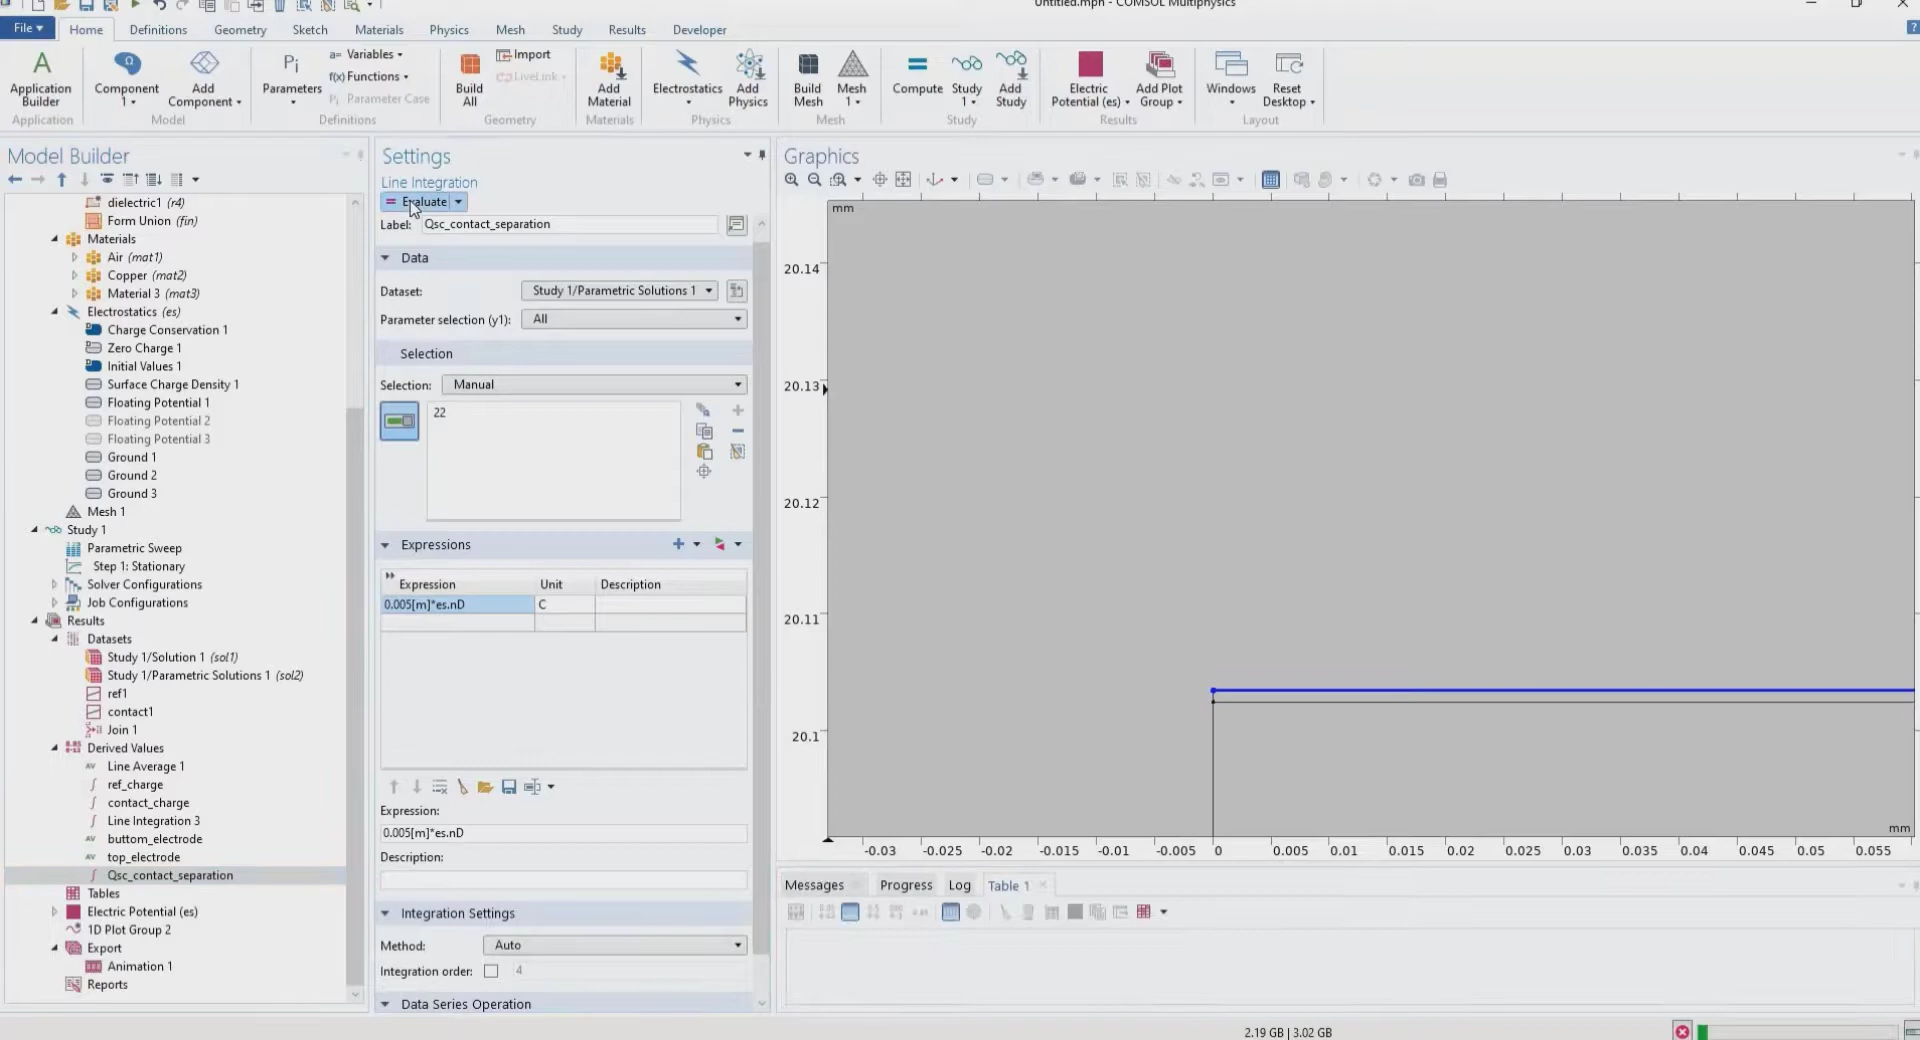 Untitled.mph - COMSOL Multiphysics
File Home Definitions Geometry Sketch Materials Physics Mesh Study Results Developer
Application Builder
Component 1
Add Component
Pi Parameters
a= Variables
f(x) Functions
Pi Parameter Case
Build All
Import
LiveLink
Add Material
Electrostatics
Add Physics
Build Mesh
Mesh 1
Compute
Study 1
Add Study
Electric Potential (es)
Add Plot Group
Windows
Reset Desktop
Application Model Definitions Geometry Materials Physics Mesh Study Results Layout
Model Builder
dielectric1 (r4)
Form Union (fin)
Materials
Air (mat1)
Copper (mat2)
Material 3 (mat3)
Electrostatics (es)
Charge Conservation 1
Zero Charge 1
Initial Values 1
Surface Charge Density 1
Floating Potential 1
Floating Potential 2
Floating Potential 3
Ground 1
Ground 2
Ground 3
Mesh 1
Study 1
Parametric Sweep
Step 1: Stationary
Solver Configurations
Job Configurations
Results
Datasets
Study 1/Solution 1 (sol1)
Study 1/Parametric Solutions 1 (sol2)
ref1
contact1
Join 1
Derived Values
Line Average 1
ref_charge
contact_charge
Line Integration 3
buttom_electrode
top_electrode
Qsc_contact_separation
Tables
Electric Potential (es)
1D Plot Group 2
Export
Animation 1
Reports
Settings
Line Integration
= Evaluate
Label: Qsc_contact_separation
Data
Dataset: Study 1/Parametric Solutions 1
Parameter selection (y1): All
Selection
Selection: Manual
22
Expressions
Expression Unit Description
0.005[m]*es.nD C
Expression:
0.005[m]*es.nD
Description:
Integration Settings
Method: Auto
Integration order: 4
Data Series Operation
Graphics
mm
20.14
20.13
20.12
20.11
20.1
mm
-0.03 -0.025 -0.02 -0.015 -0.01 -0.005 0 0.005 0.01 0.015 0.02 0.025 0.03 0.035 0.04 0.045 0.05 0.055
Messages Progress Log Table 1
2.19 GB | 3.02 GB